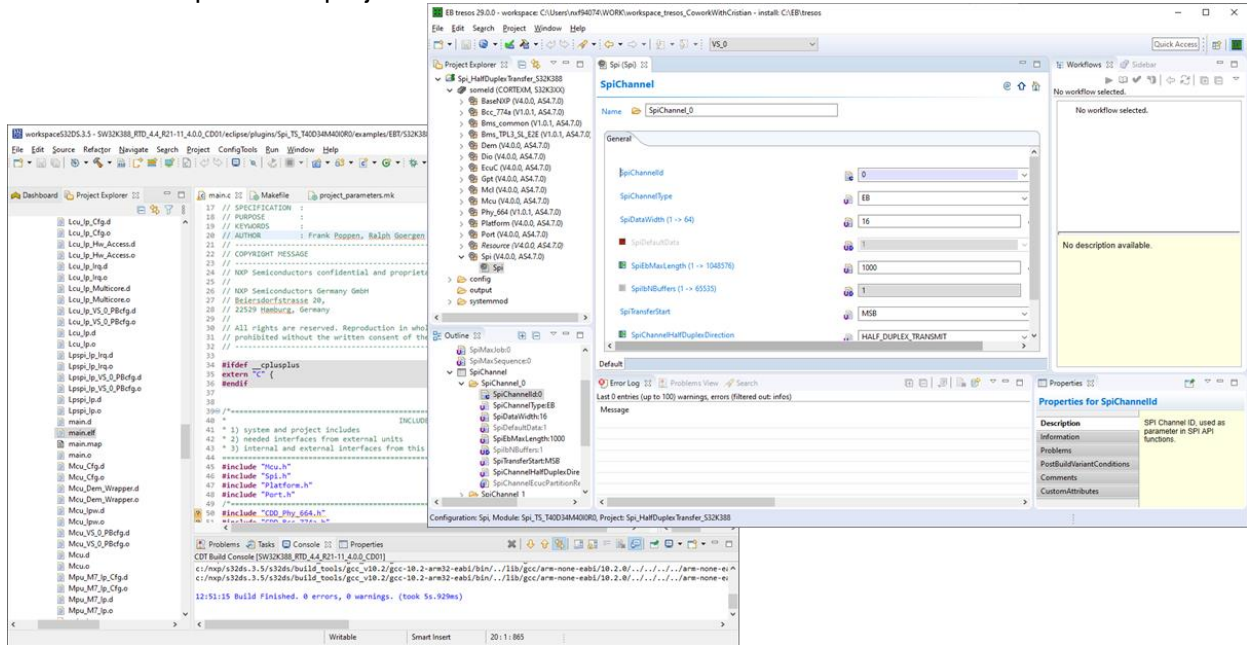 EB tresos 29.0.0 - workspace: C:\Users\nxf94074\WORK\workspace_tresos_CoworkWithCristian - install: C:\EB\tresos
File Edit Search Project Window Help
VS_0
Quick Access
Project Explorer
Spi_HalfDuplexTransfer_S32K388
someId (CORTEXM, S32K3XX)
BaseNXP (V4.0.0, AS4.7.0)
Bcc_774a (V1.0.1, AS4.7.0)
Bms_common (V1.0.1, AS4.7.0)
Bms_TPL3_SL_E2E (V1.0.1, AS4.7.0)
Dem (V4.0.0, AS4.7.0)
Dio (V4.0.0, AS4.7.0)
EcuC (V4.0.0, AS4.7.0)
Gpt (V4.0.0, AS4.7.0)
Mcl (V4.0.0, AS4.7.0)
Mcu (V4.0.0, AS4.7.0)
Phy_664 (V1.0.1, AS4.7.0)
Platform (V4.0.0, AS4.7.0)
Port (V4.0.0, AS4.7.0)
Resource (V4.0.0, AS4.7.0)
Spi (V4.0.0, AS4.7.0)
Spi
config
output
systemmod
Outline
SpiMaxJob:0
SpiMaxSequence:0
SpiChannel
SpiChannel_0
SpiChannelId:0
SpiChannelType:EB
SpiDataWidth:16
SpiDefaultData:1
SpiEbMaxLength:1000
SpiIbNBuffers:1
SpiTransferStart:MSB
SpiChannelHalfDuplexDire
SpiChannelEcucPartitionRe
SpiChannel_1
Spi (Spi)
SpiChannel
Name SpiChannel_0
General
SpiChannelId 0
SpiChannelType EB
SpiDataWidth (1 -> 64) 16
SpiDefaultData 1
SpiEbMaxLength (1 -> 1048576) 1000
SpiIbNBuffers (1 -> 65535) 1
SpiTransferStart MSB
SpiChannelHalfDuplexDirection HALF_DUPLEX_TRANSMIT
Default
Workflows Sidebar
No workflow selected.
No workflow selected.
No description available.
Error Log Problems View Search
Last 0 entries (up to 100) warnings, errors (filtered out: infos)
Message
Properties
Properties for SpiChannelId
Description
Information
Problems
PostBuildVariantConditions
Comments
CustomAttributes
SPI Channel ID, used as
parameter in SPI API
functions.
Configuration: Spi, Module: Spi_TS_T40D34M40I0R0, Project: Spi_HalfDuplexTransfer_S32K388
workspaceS32DS.3.5 - SW32K388_RTD_4.4_R21-11_4.0.0_CD01/eclipse/plugins/Spi_TS_T40D34M40I0R0/examples/EBT/S32K38
File Edit Source Refactor Navigate Search Project ConfigTools Run Window Help
Dashboard Project Explorer
Lcu_Ip_Cfg.d
Lcu_Ip_Cfg.o
Lcu_Ip_Hw_Access.d
Lcu_Ip_Hw_Access.o
Lcu_Ip_Irq.d
Lcu_Ip_Irq.o
Lcu_Ip_Multicore.d
Lcu_Ip_Multicore.o
Lcu_Ip_VS_0_PBcfg.d
Lcu_Ip_VS_0_PBcfg.o
Lcu_Ip.d
Lcu_Ip.o
Lpspi_Ip_Irq.d
Lpspi_Ip_Irq.o
Lpspi_Ip_VS_0_PBcfg.d
Lpspi_Ip_VS_0_PBcfg.o
Lpspi_Ip.d
Lpspi_Ip.o
main.d
main.elf
main.map
main.o
Mcu_Cfg.d
Mcu_Cfg.o
Mcu_Dem_Wrapper.d
Mcu_Dem_Wrapper.o
Mcu_Ipw.d
Mcu_Ipw.o
Mcu_VS_0_PBcfg.d
Mcu_VS_0_PBcfg.o
Mcu.d
Mcu.o
Mpu_M7_Ip_Cfg.d
Mpu_M7_Ip_Cfg.o
Mpu_M7_Ip.d
Mpu_M7_Ip.o
main.c Makefile project_parameters.mk
17 // SPECIFICATION :
18 // PURPOSE :
19 // KEYWORDS :
20 // AUTHOR : Frank Poppen, Ralph Goergen
21 //
22 // COPYRIGHT MESSAGE
23 //
24 // NXP Semiconductors confidential and propriet
25 //
26 // NXP Semiconductors Germany GmbH
27 // Beiersdorfstrasse 20,
28 // 22529 Hamburg, Germany
29 //
30 // All rights are reserved. Reproduction in whol
31 // prohibited without the written consent of the
32 //
33
34 #ifdef __cplusplus
35 extern "C" {
36 #endif
37
38
39 /*
40 * INCLUDE
41 * 1) system and project includes
42 * 2) needed interfaces from external units
43 * 3) internal and external interfaces from this
44
45 #include "Mcu.h"
46 #include "Spi.h"
47 #include "Platform.h"
48 #include "Port.h"
49 /*
50 #include "CDD_Phy_664.h"
Problems Tasks Console Properties
CDT Build Console [SW32K388_RTD_4.4_R21-11_4.0.0_CD01]
c:/nxp/s32ds.3.5/s32ds/build_tools/gcc_v10.2/gcc-10.2-arm32-eabi/bin/../lib/gcc/arm-none-eabi/10.2.0/../../../../arm-none-ea
c:/nxp/s32ds.3.5/s32ds/build_tools/gcc_v10.2/gcc-10.2-arm32-eabi/bin/../lib/gcc/arm-none-eabi/10.2.0/../../../../arm-none-ea
12:51:15 Build Finished. 0 errors, 0 warnings. (took 5s.929ms)
Writable Smart Insert 20 : 1 : 865